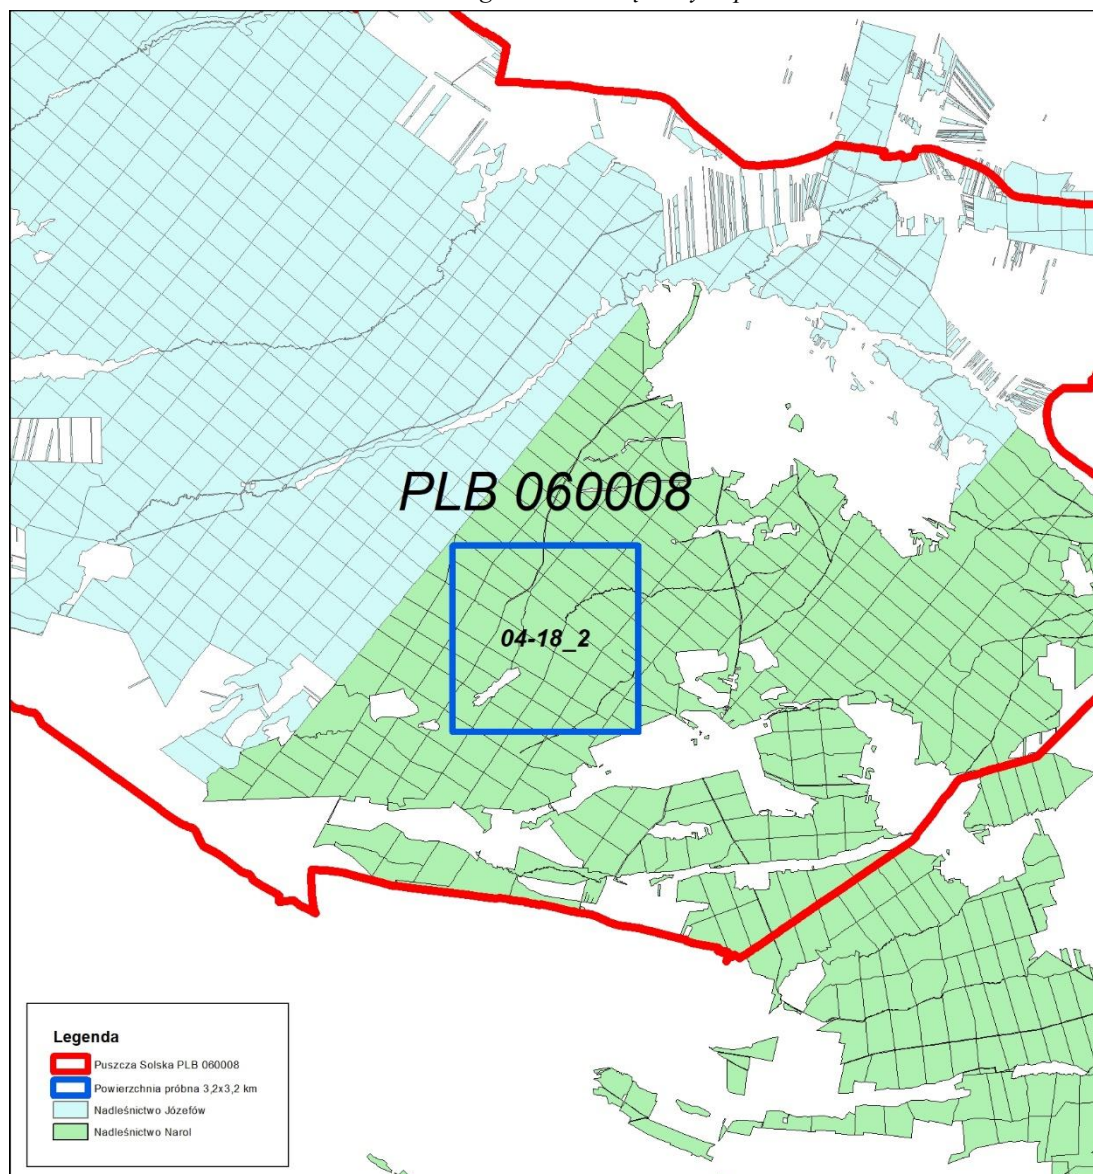 PLB 060008
04-18_2
Legenda
Puszcza Solska PLB 060008
Powierzchnia próbna 3,2x3,2 km
Nadleśnictwo Józefów
Nadleśnictwo Narol